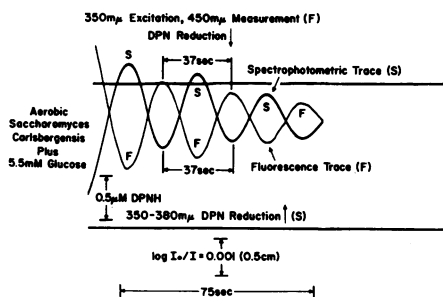 350mμ Excitation, 450mμ Measurement (F)
DPN Reduction
37sec
Spectrophotometric Trace (S)
S
S
S
F
F
F
Aerobic
Saccharomyces
Carlsbergensis
Plus
5.5mM Glucose
37sec
Fluorescence Trace (F)
0.5μM DPNH
350-380mμ DPN Reduction (S)
log I₀/I = 0.001 (0.5cm)
75sec